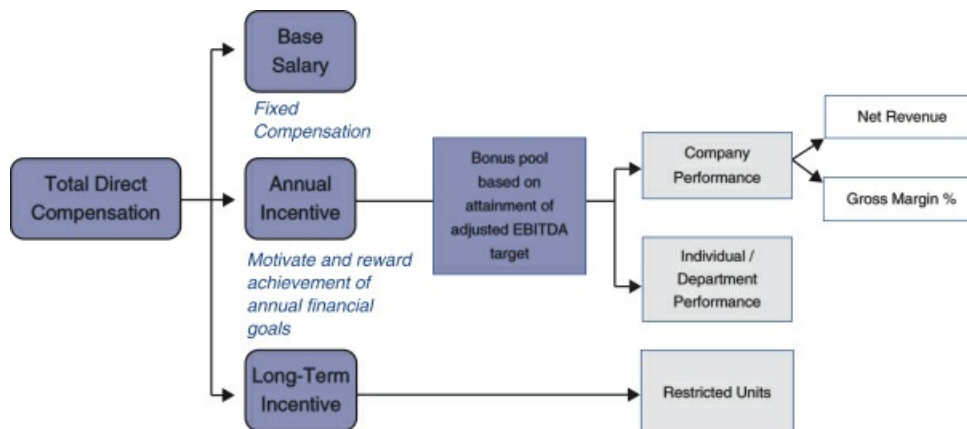 Base
Salary
Fixed
Compensation
Total Direct
Compensation
Annual
Incentive
Motivate and reward
achievement of
annual financial
goals
Bonus pool
based on
attainment of
adjusted EBITDA
target
Company
Performance
Net Revenue
Gross Margin %
Individual /
Department
Performance
Long-Term
Incentive
Restricted Units